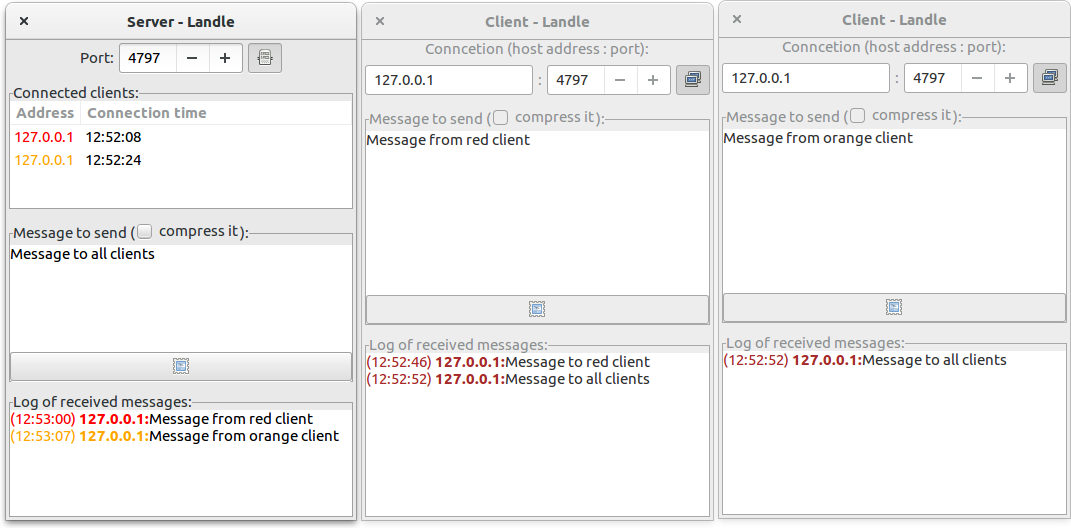 Server - Landle
Port: 4797
Connected clients:
Address Connection time
127.0.0.1 12:52:08
127.0.0.1 12:52:24
Message to send ( compress it):
Message to all clients
Log of received messages:
(12:53:00) 127.0.0.1:Message from red client
(12:53:07) 127.0.0.1:Message from orange client
Client - Landle
Conncetion (host address : port):
127.0.0.1 : 4797
Message to send ( compress it):
Message from red client
Log of received messages:
(12:52:46) 127.0.0.1:Message to red client
(12:52:52) 127.0.0.1:Message to all clients
Client - Landle
Conncetion (host address : port):
127.0.0.1 : 4797
Message to send ( compress it):
Message from orange client
Log of received messages:
(12:52:52) 127.0.0.1:Message to all clients